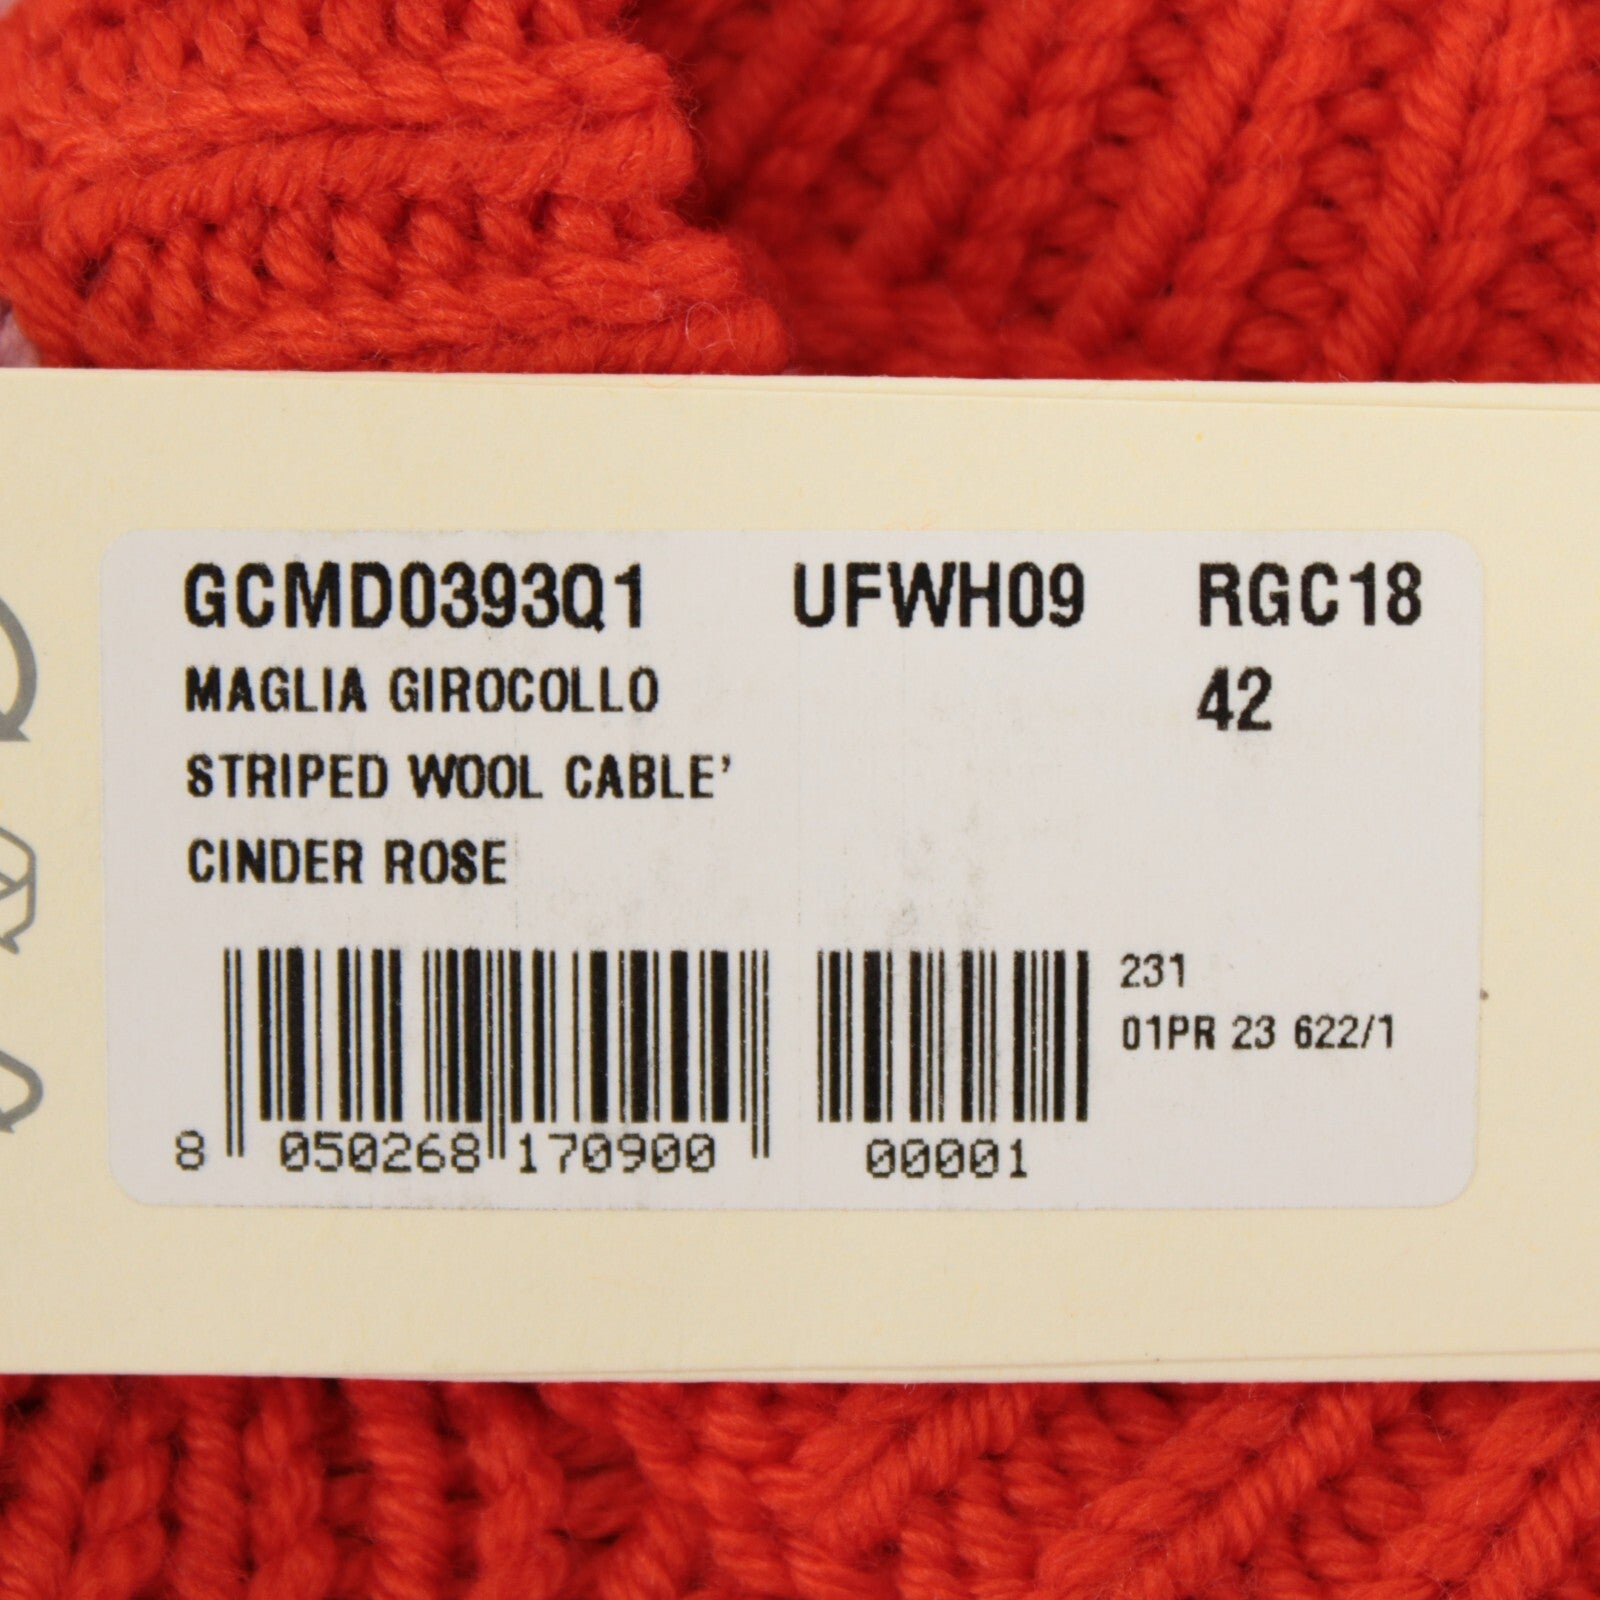 GCMD0393Q1 UFWH09 RGC18
MAGLIA GIROCOLLO 42
STRIPED WOOL CABLE'
CINDER ROSE
231
01PR 23 622/1
8 050268 170900 00001